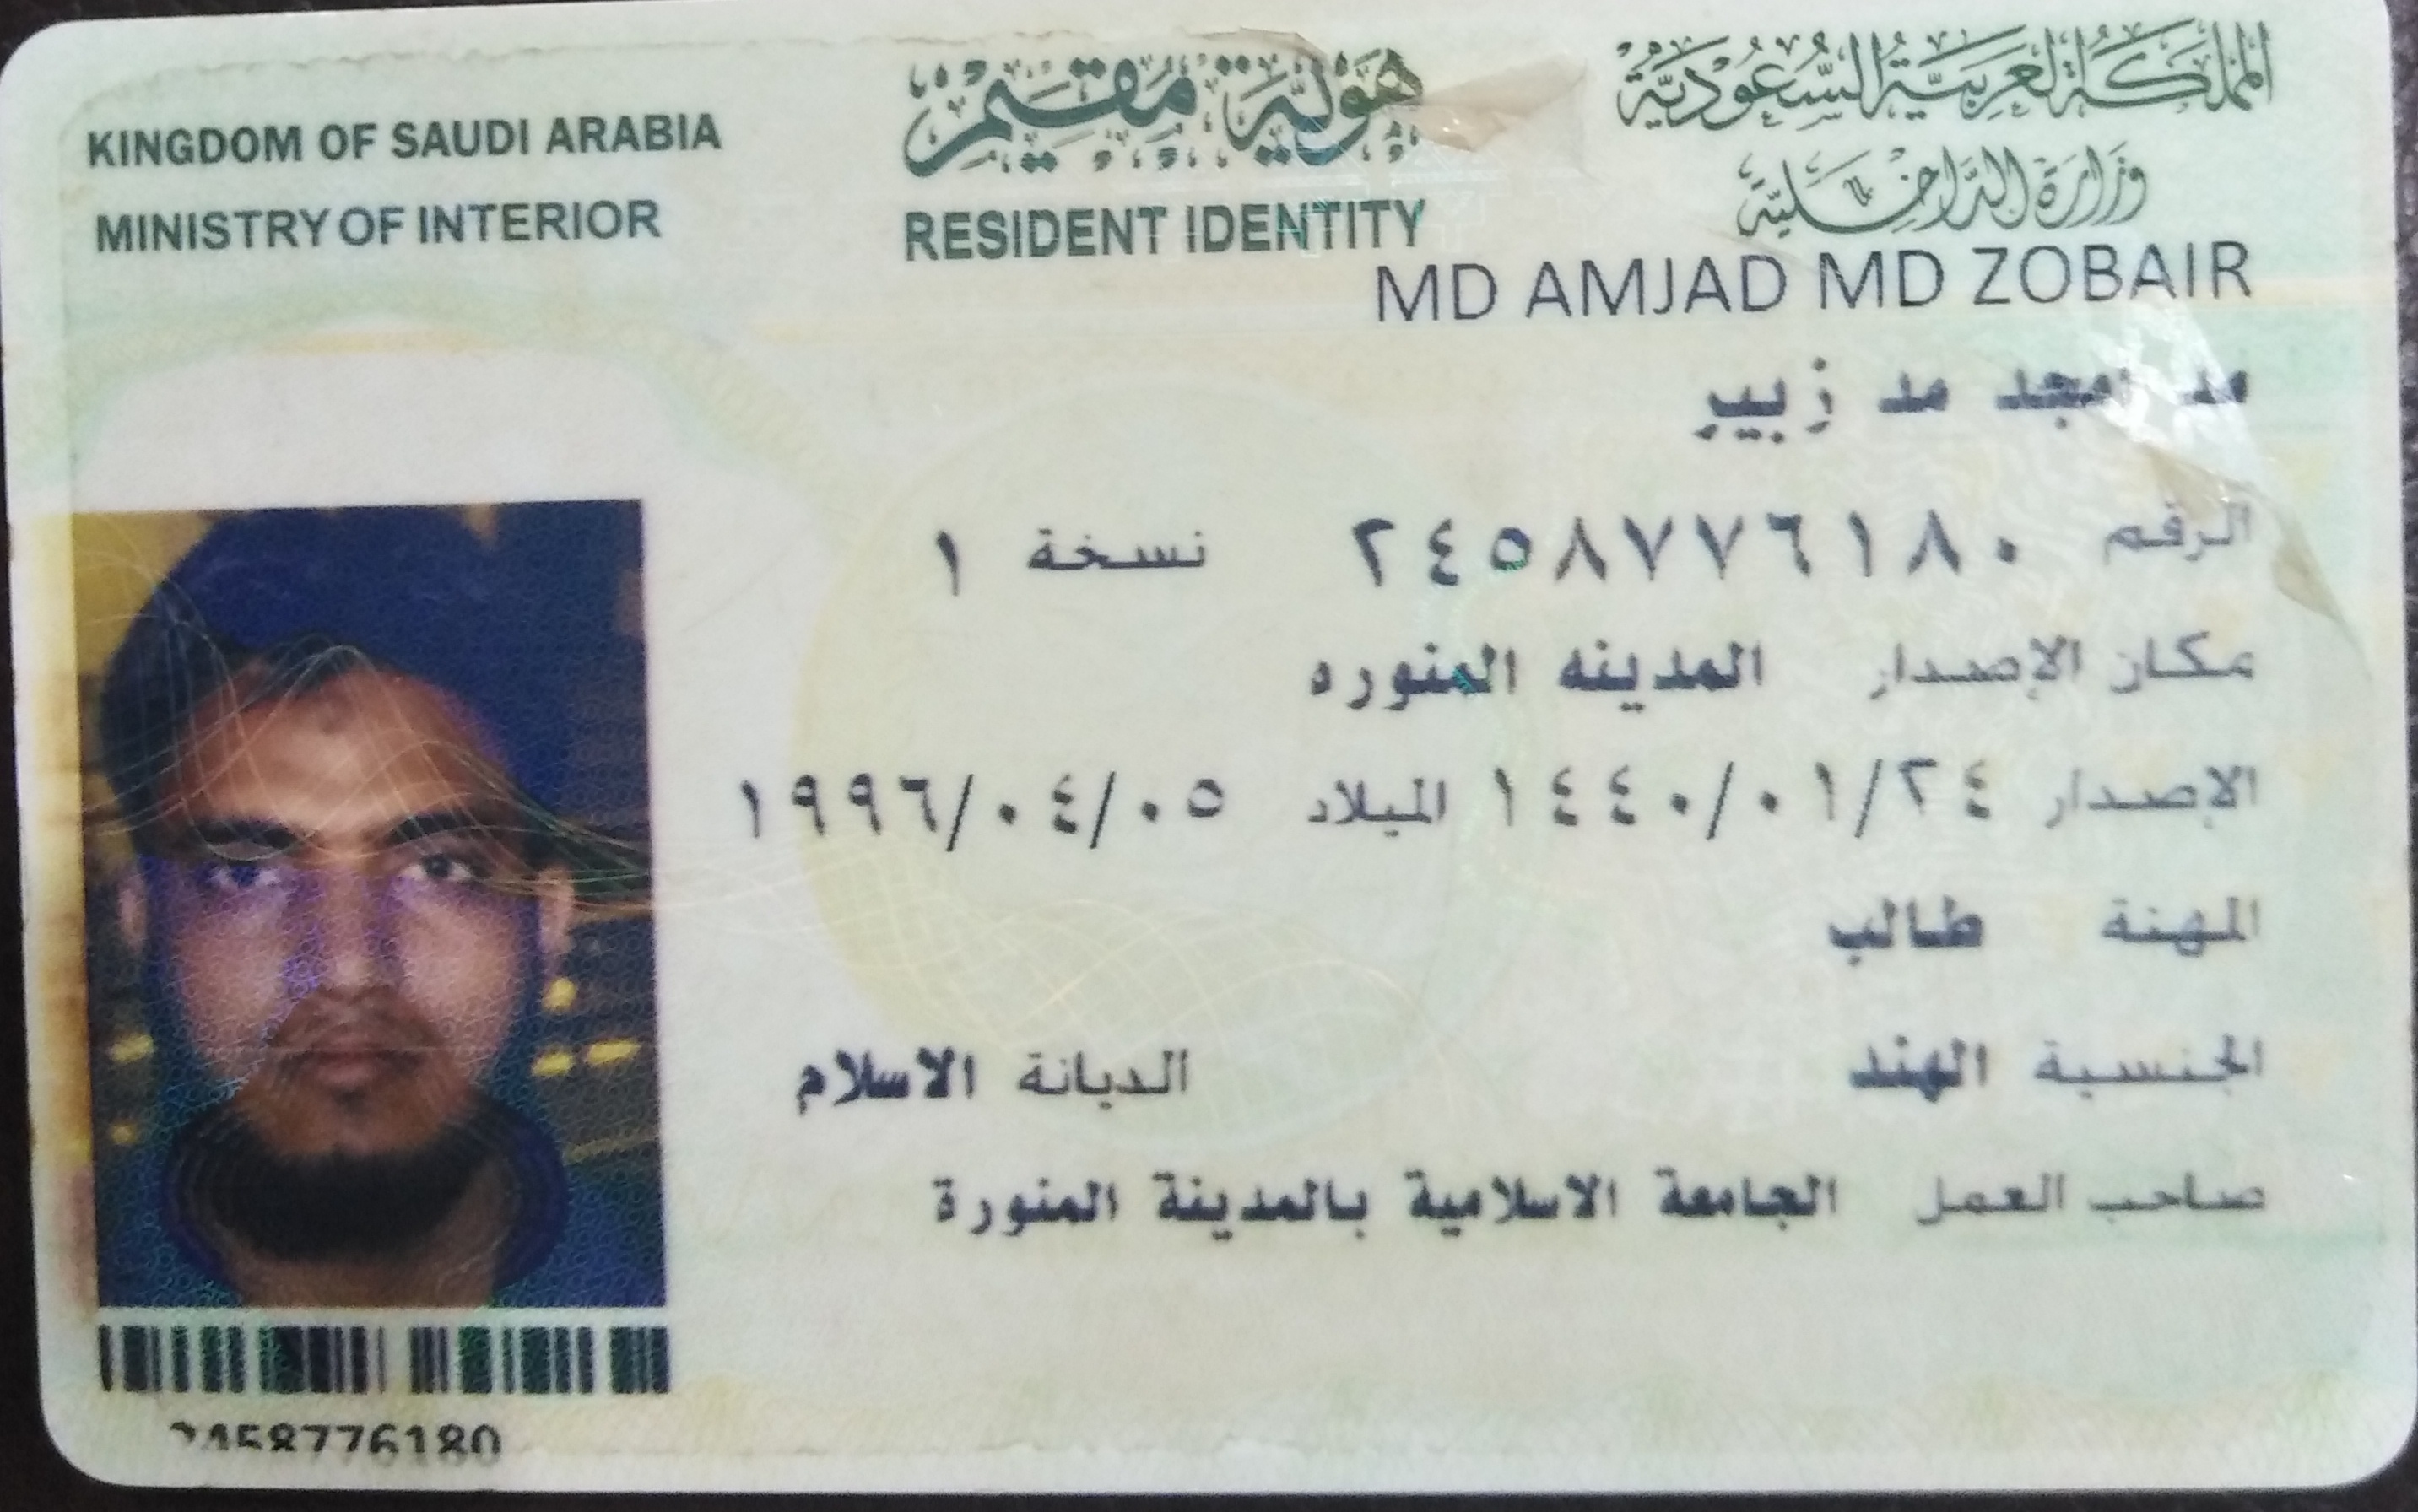 المملكة العربية السعودية
وزارة الداخلية
هوية مقيم
RESIDENT IDENTITY
KINGDOM OF SAUDI ARABIA
MINISTRY OF INTERIOR
MD AMJAD MD ZOBAIR
مد امجد مد زبير
الرقم ٢٤٥٨٧٧٦١٨٠ نسخة ١
مكان الإصدار المدينه المنوره
الإصدار ١٤٤٠/٠١/٢٤ الميلاد ١٩٩٦/٠٤/٠٥
المهنة طالب
الجنسية الهند الديانة الاسلام
صاحب العمل الجامعة الاسلامية بالمدينة المنورة
2458776180